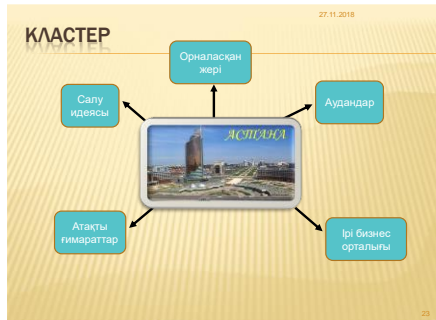 27.11.2018
КЛАСТЕР
Орналасқан
жері
Салу
идеясы
Аудандар
АСТАНА
Атақты
ғимараттар
Ірі бизнес
орталығы
23